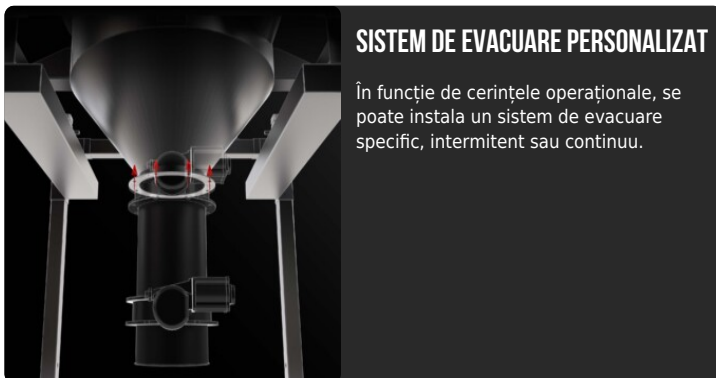 SISTEM DE EVACUARE PERSONALIZAT
În funcție de cerințele operaționale, se
poate instala un sistem de evacuare
specific, intermitent sau continuu.